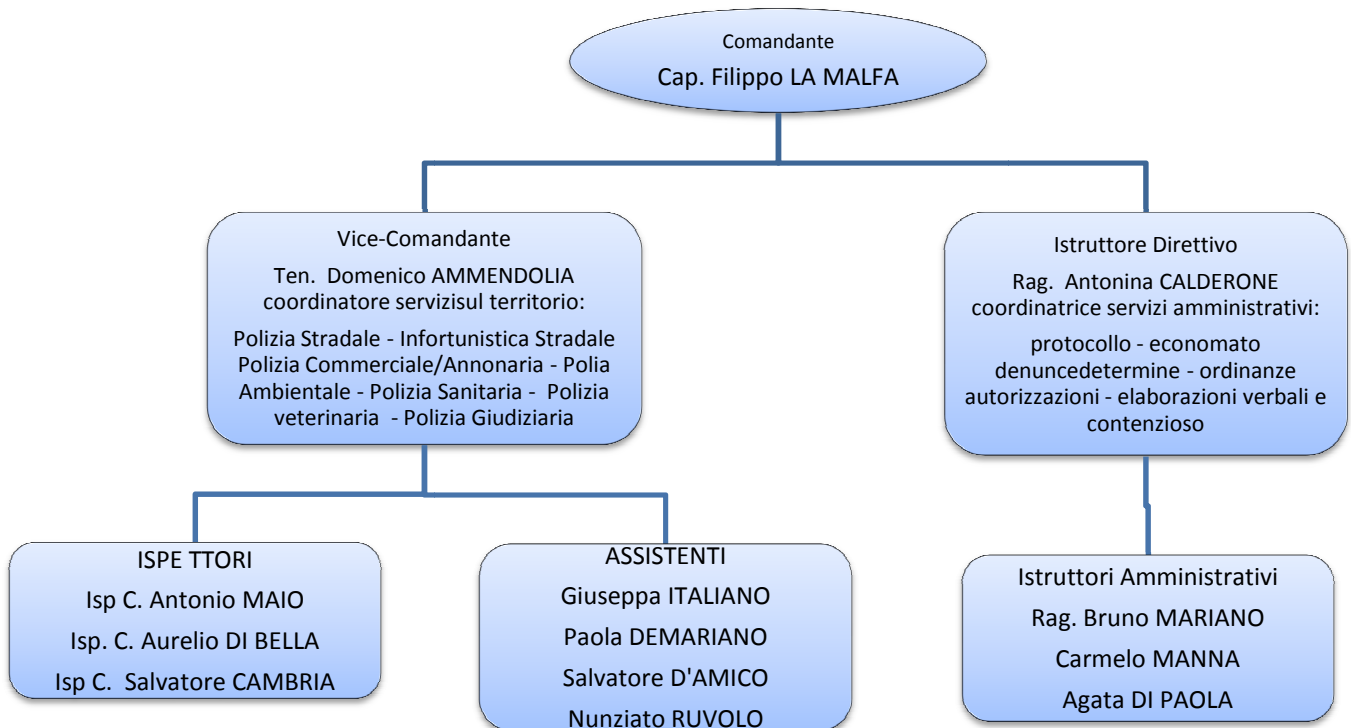 Comandante
Cap. Filippo LA MALFA
Vice-Comandante
Ten. Domenico AMMENDOLIA
coordinatore servizisul territorio:
Polizia Stradale - Infortunistica Stradale
Polizia Commerciale/Annonaria - Polia
Ambientale - Polizia Sanitaria - Polizia
veterinaria - Polizia Giudiziaria
Istruttore Direttivo
Rag. Antonina CALDERONE
coordinatrice servizi amministrativi:
protocollo - economato
denuncedetermine - ordinanze
autorizzazioni - elaborazioni verbali e
contenzioso
ISPE TTORI
Isp C. Antonio MAIO
Isp. C. Aurelio DI BELLA
Isp C. Salvatore CAMBRIA
ASSISTENTI
Giuseppa ITALIANO
Paola DEMARIANO
Salvatore D'AMICO
Nunziato RUVOLO
Istruttori Amministrativi
Rag. Bruno MARIANO
Carmelo MANNA
Agata DI PAOLA